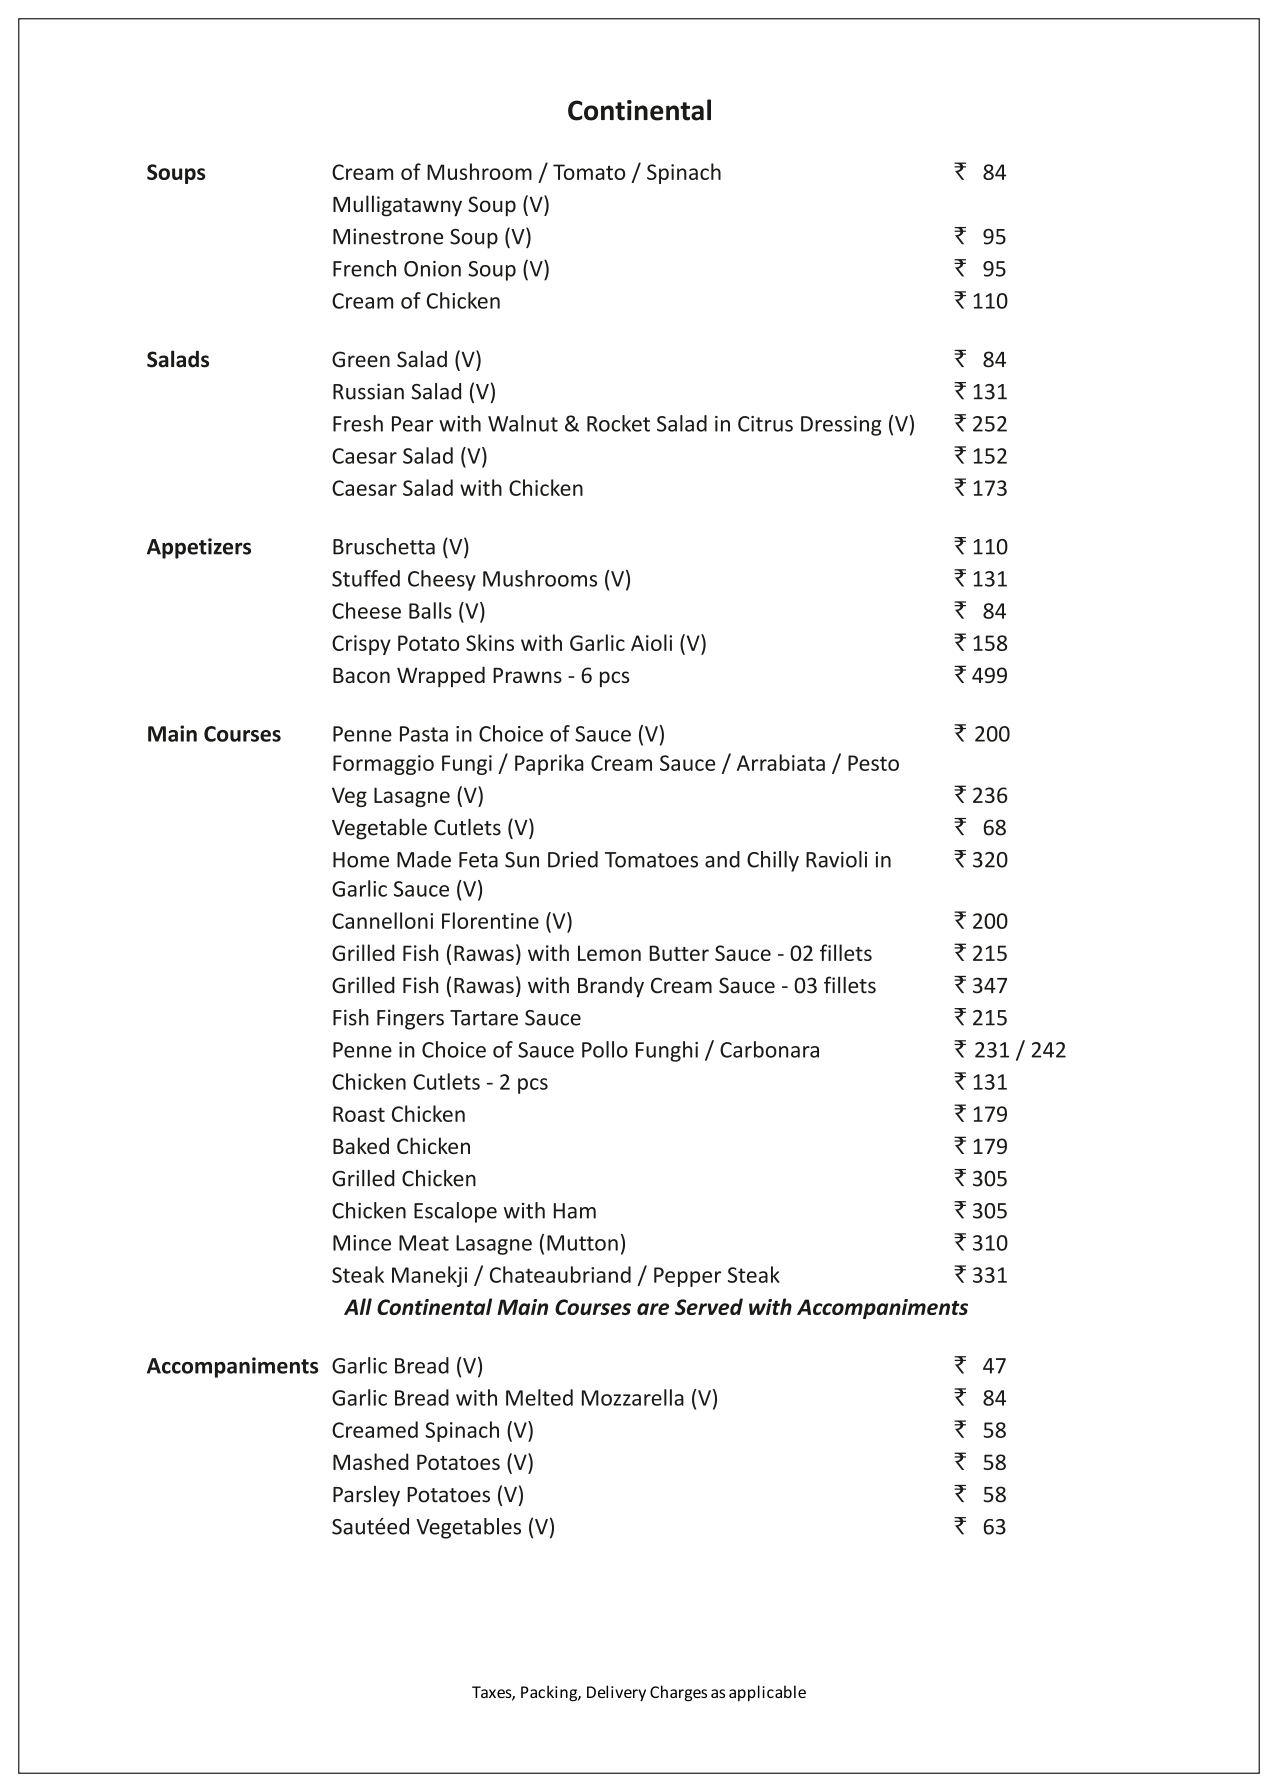 Continental
Soups Cream of Mushroom / Tomato / Spinach ₹ 84
Mulligatawny Soup (V)
Minestrone Soup (V) ₹ 95
French Onion Soup (V) ₹ 95
Cream of Chicken ₹ 110
Salads Green Salad (V) ₹ 84
Russian Salad (V) ₹ 131
Fresh Pear with Walnut & Rocket Salad in Citrus Dressing (V) ₹ 252
Caesar Salad (V) ₹ 152
Caesar Salad with Chicken ₹ 173
Appetizers Bruschetta (V) ₹ 110
Stuffed Cheesy Mushrooms (V) ₹ 131
Cheese Balls (V) ₹ 84
Crispy Potato Skins with Garlic Aioli (V) ₹ 158
Bacon Wrapped Prawns - 6 pcs ₹ 499
Main Courses Penne Pasta in Choice of Sauce (V) ₹ 200
Formaggio Fungi / Paprika Cream Sauce / Arrabiata / Pesto
Veg Lasagne (V) ₹ 236
Vegetable Cutlets (V) ₹ 68
Home Made Feta Sun Dried Tomatoes and Chilly Ravioli in ₹ 320
Garlic Sauce (V)
Cannelloni Florentine (V) ₹ 200
Grilled Fish (Rawas) with Lemon Butter Sauce - 02 fillets ₹ 215
Grilled Fish (Rawas) with Brandy Cream Sauce - 03 fillets ₹ 347
Fish Fingers Tartare Sauce ₹ 215
Penne in Choice of Sauce Pollo Funghi / Carbonara ₹ 231 / 242
Chicken Cutlets - 2 pcs ₹ 131
Roast Chicken ₹ 179
Baked Chicken ₹ 179
Grilled Chicken ₹ 305
Chicken Escalope with Ham ₹ 305
Mince Meat Lasagne (Mutton) ₹ 310
Steak Manekji / Chateaubriand / Pepper Steak ₹ 331
All Continental Main Courses are Served with Accompaniments
Accompaniments Garlic Bread (V) ₹ 47
Garlic Bread with Melted Mozzarella (V) ₹ 84
Creamed Spinach (V) ₹ 58
Mashed Potatoes (V) ₹ 58
Parsley Potatoes (V) ₹ 58
Sautéed Vegetables (V) ₹ 63
Taxes, Packing, Delivery Charges as applicable